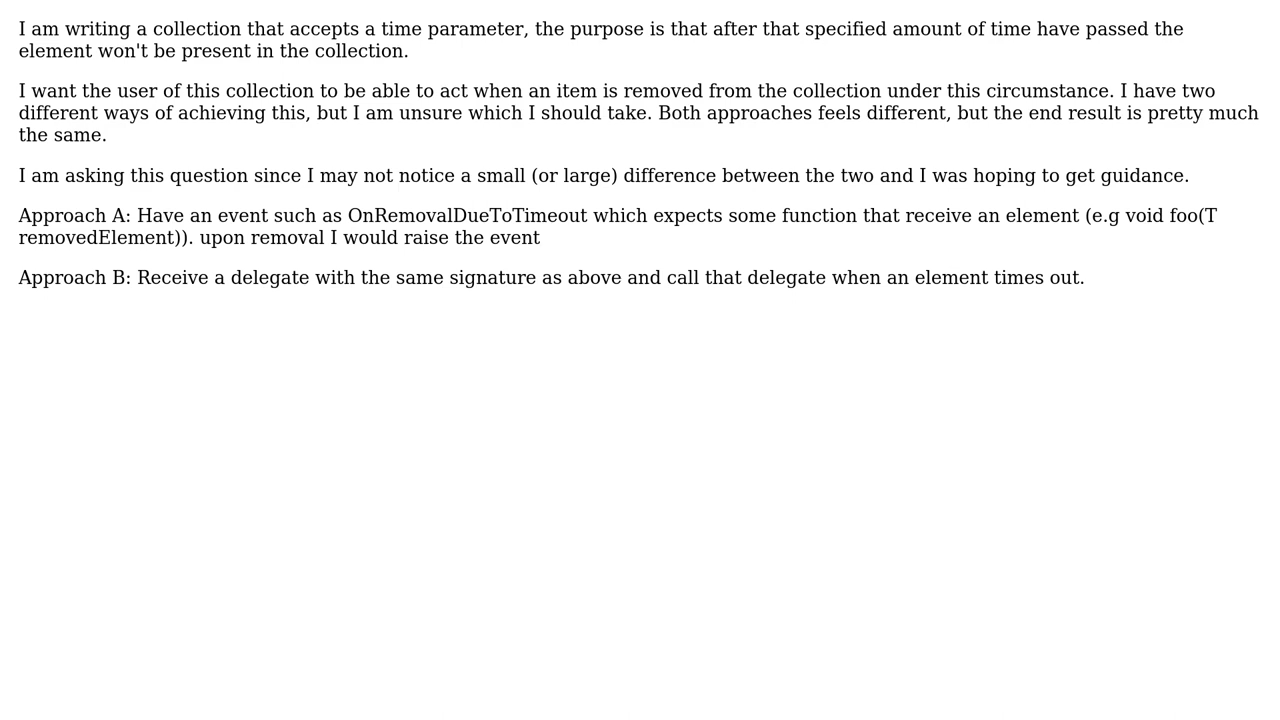 I am writing a collection that accepts a time parameter, the purpose is that after that specified amount of time have passed the
element won't be present in the collection.
I want the user of this collection to be able to act when an item is removed from the collection under this circumstance. I have two
different ways of achieving this, but I am unsure which I should take. Both approaches feels different, but the end result is pretty much
the same.
I am asking this question since I may not notice a small (or large) difference between the two and I was hoping to get guidance.
Approach A: Have an event such as OnRemovalDueToTimeout which expects some function that receive an element (e.g void foo(T
removedElement)). upon removal I would raise the event
Approach B: Receive a delegate with the same signature as above and call that delegate when an element times out.